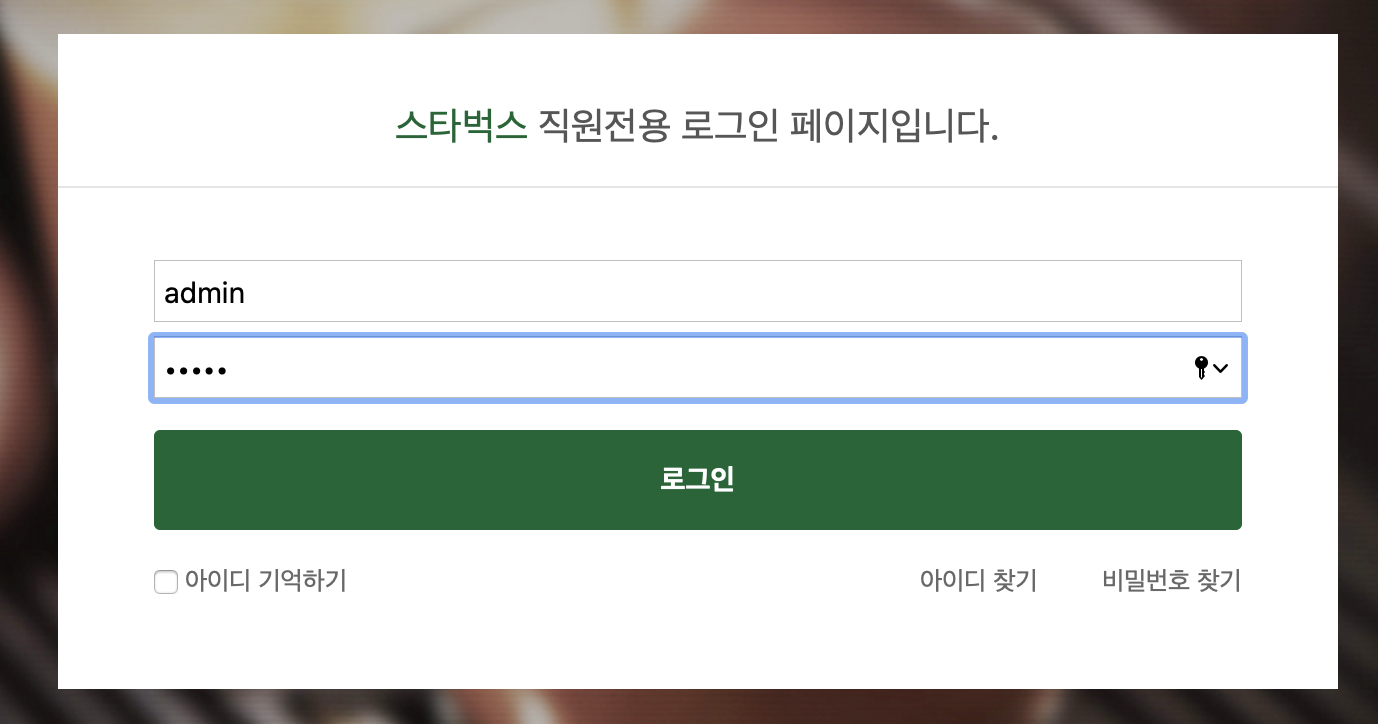 스타벅스 직원전용 로그인 페이지입니다.
admin
•••••
로그인
아이디 기억하기 아이디 찾기 비밀번호 찾기